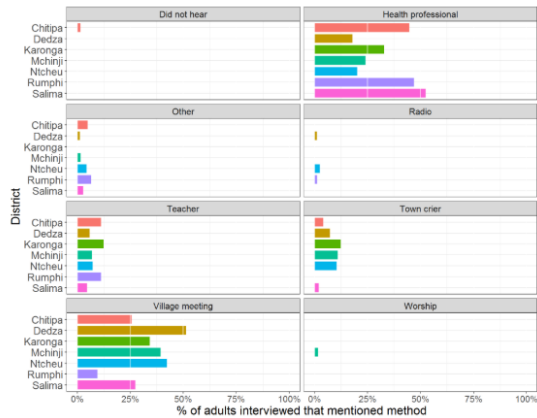 Did not hear
Health professional
Chitipa
Dedza
Karonga
Mchinji
Ntcheu
Rumphi
Salima
Other
Radio
Chitipa
Dedza
Karonga
Mchinji
Ntcheu
Rumphi
Salima
District
Teacher
Town crier
Chitipa
Dedza
Karonga
Mchinji
Ntcheu
Rumphi
Salima
Village meeting
Worship
Chitipa
Dedza
Karonga
Mchinji
Ntcheu
Rumphi
Salima
0% 25% 50% 75% 100% 0% 25% 50% 75% 100%
% of adults interviewed that mentioned method